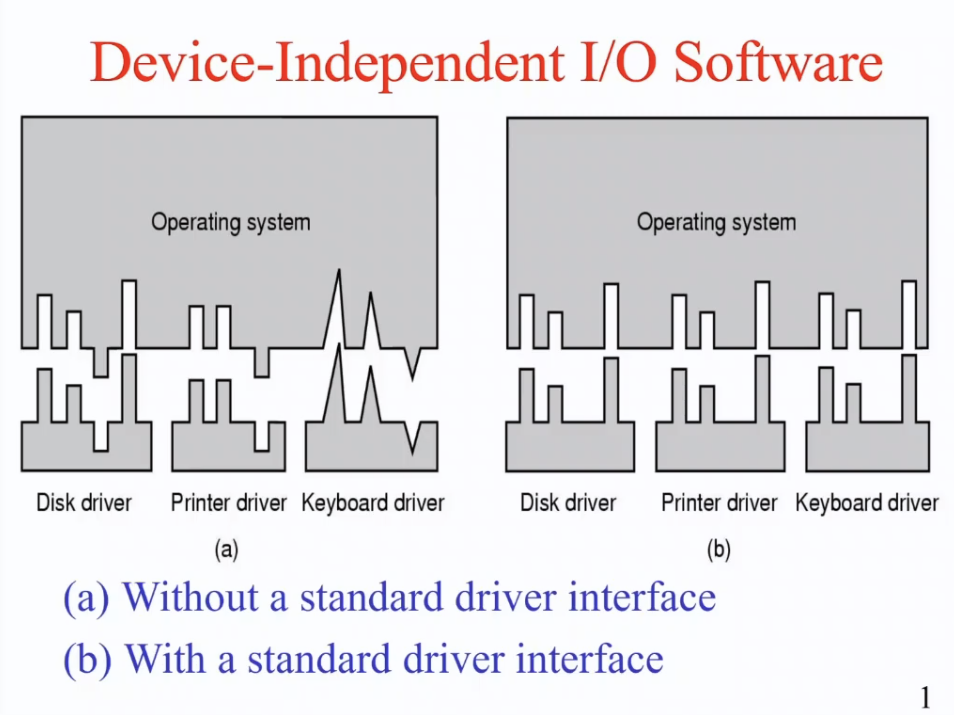 Device-Independent I/O Software
Operating system
Disk driver
Printer driver
Keyboard driver
(a)
Operating system
Disk driver
Printer driver
Keyboard driver
(b)
(a) Without a standard driver interface
(b) With a standard driver interface
1